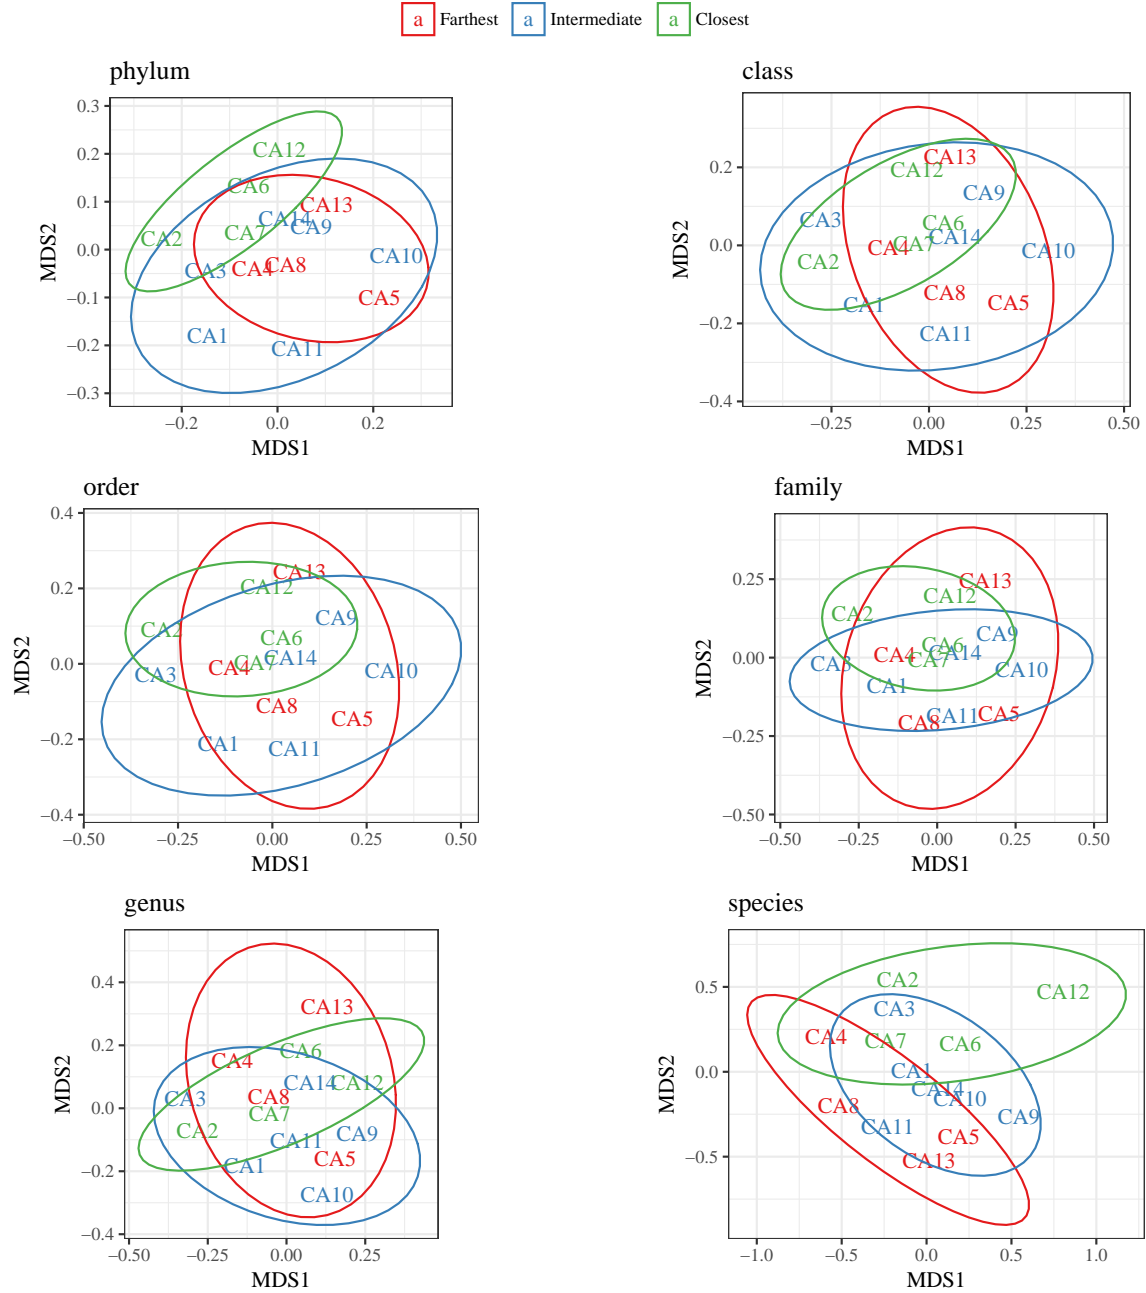 a Farthest a Intermediate a Closest
phylum
0.3
0.2
0.1
0.0
−0.1
−0.2
−0.3
MDS2
CA12
CA6
CA13
CA14
CA9
CA7
CA2
CA10
CA8
CA4
CA3
CA5
CA1
CA11
−0.2 0.0 0.2
MDS1
class
0.2
0.0
−0.2
−0.4
MDS2
CA13
CA12
CA9
CA3
CA6
CA14
CA7
CA4
CA10
CA2
CA8
CA5
CA1
CA11
−0.25 0.00 0.25 0.50
MDS1
order
0.4
0.2
0.0
−0.2
−0.4
MDS2
CA13
CA12
CA9
CA2
CA6
CA14
CA7
CA4
CA10
CA3
CA8
CA5
CA1
CA11
−0.50 −0.25 0.00 0.25 0.50
MDS1
family
0.25
0.00
−0.25
−0.50
MDS2
CA13
CA12
CA2
CA9
CA6
CA14
CA4
CA7
CA3
CA10
CA1
CA5
CA11
CA8
−0.50 −0.25 0.00 0.25 0.50
MDS1
genus
0.4
0.2
0.0
−0.2
−0.4
MDS2
CA13
CA6
CA4
CA14
CA12
CA8
CA3
CA7
CA2
CA9
CA11
CA5
CA1
CA10
−0.50 −0.25 0.00 0.25
MDS1
species
0.5
0.0
−0.5
MDS2
CA2
CA12
CA3
CA4
CA7
CA6
CA1
CA14
CA10
CA8
CA9
CA11
CA5
CA13
−1.0 −0.5 0.0 0.5 1.0
MDS1